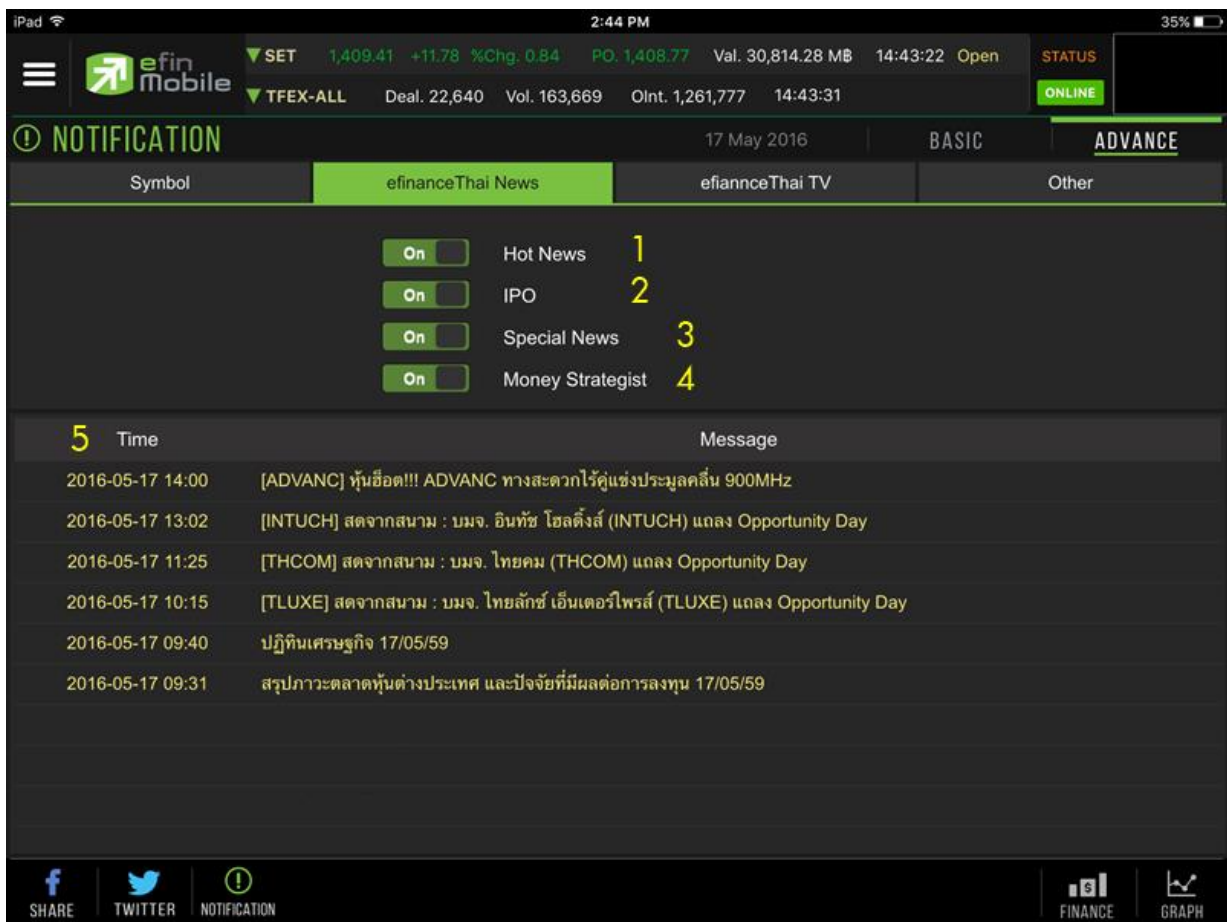 iPad 2:44 PM 35%
efin Mobile
SET 1,409.41 +11.78 %Chg. 0.84 PO. 1,408.77 Val. 30,814.28 M฿ 14:43:22 Open STATUS
TFEX-ALL Deal. 22,640 Vol. 163,669 OInt. 1,261,777 14:43:31 ONLINE
NOTIFICATION 17 May 2016 BASIC ADVANCE
Symbol efinanceThai News efiannceThai TV Other
On Hot News 1
On IPO 2
On Special News 3
On Money Strategist 4
5 Time Message
2016-05-17 14:00 [ADVANC] หุ้นฮ็อต!!! ADVANC ทางสะดวกไร้คู่แข่งประมูลคลื่น 900MHz
2016-05-17 13:02 [INTUCH] สดจากสนาม : บมจ. อินทัช โฮลดิ้งส์ (INTUCH) แถลง Opportunity Day
2016-05-17 11:25 [THCOM] สดจากสนาม : บมจ. ไทยคม (THCOM) แถลง Opportunity Day
2016-05-17 10:15 [TLUXE] สดจากสนาม : บมจ. ไทยลักซ์ เอ็นเตอร์ไพรส์ (TLUXE) แถลง Opportunity Day
2016-05-17 09:40 ปฏิทินเศรษฐกิจ 17/05/59
2016-05-17 09:31 สรุปภาวะตลาดหุ้นต่างประเทศ และปัจจัยที่มีผลต่อการลงทุน 17/05/59
SHARE TWITTER NOTIFICATION FINANCE GRAPH